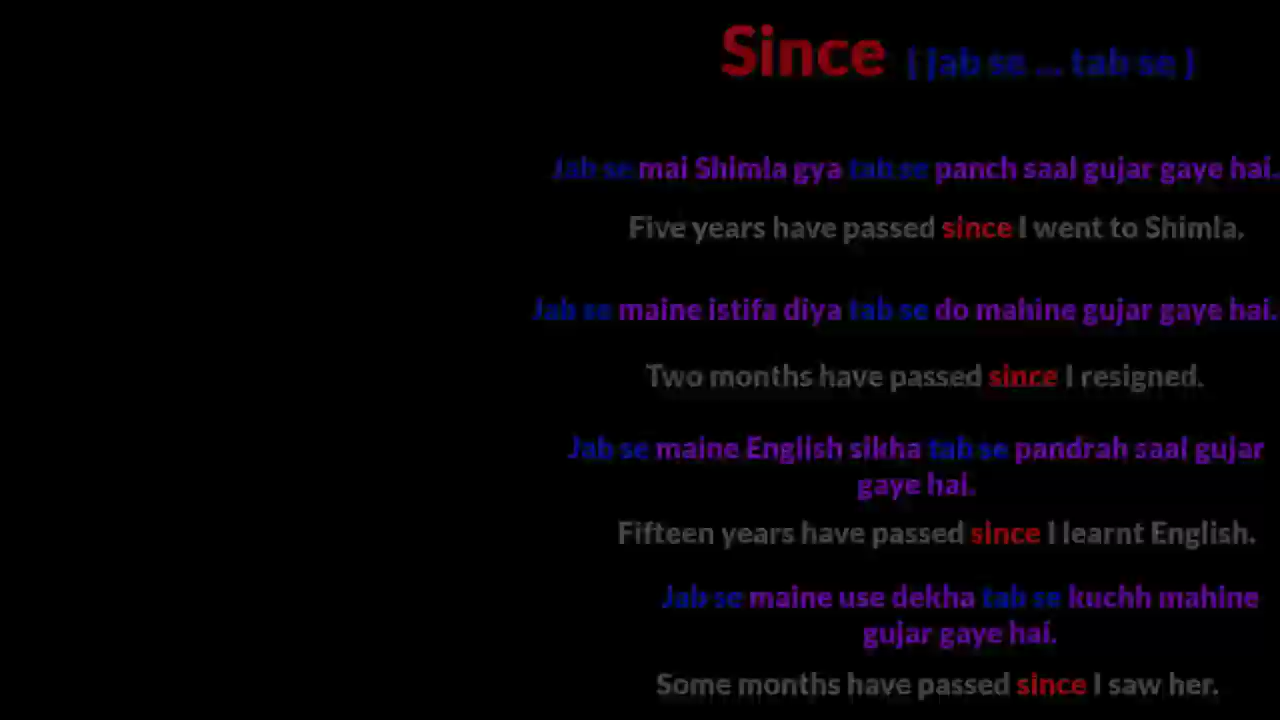 Since [ Jab se ... tab se ]
Jab se mai Shimla gya tab se panch saal gujar gaye hai.
Five years have passed since I went to Shimla.
Jab se maine istifa diya tab se do mahine gujar gaye hai.
Two months have passed since I resigned.
Jab se maine English sikha tab se pandrah saal gujar
gaye hai.
Fifteen years have passed since I learnt English.
Jab se maine use dekha tab se kuchh mahine
gujar gaye hai.
Some months have passed since I saw her.